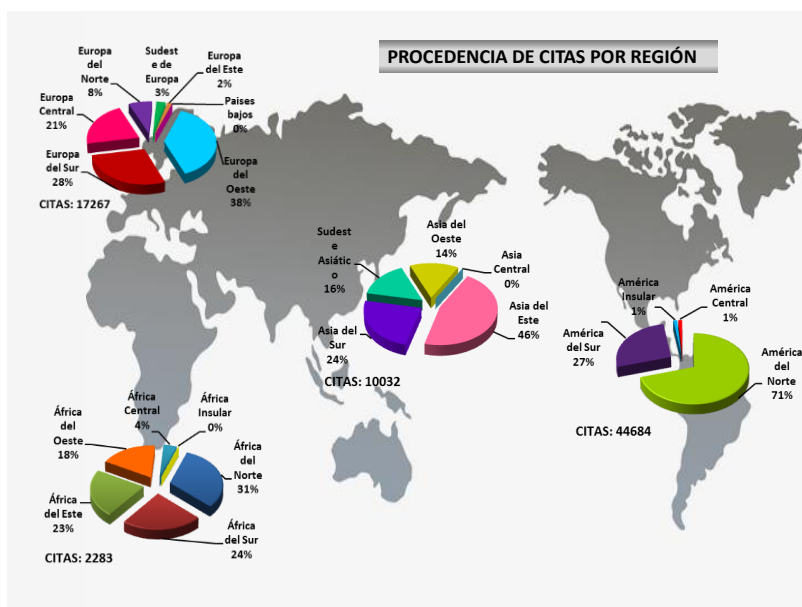 PROCEDENCIA DE CITAS POR REGIÓN
Europa
del
Norte
8%
Sudest
e de
Europa
3%
Europa
del Este
2%
Paises
bajos
0%
Europa
Central
21%
Europa
del Sur
28%
Europa
del
Oeste
38%
CITAS: 17267
Sudest
e
Asiátic
o
16%
Asia del
Oeste
14%
Asia
Central
0%
Asia del
Este
46%
Asia del
Sur
24%
CITAS: 10032
América
Insular
1%
América
Central
1%
América
del Sur
27%
América
del
Norte
71%
CITAS: 44684
África
del
Oeste
18%
África
Central
4%
África
Insular
0%
África
del
Norte
31%
África
del Este
23%
África
del Sur
24%
CITAS: 2283